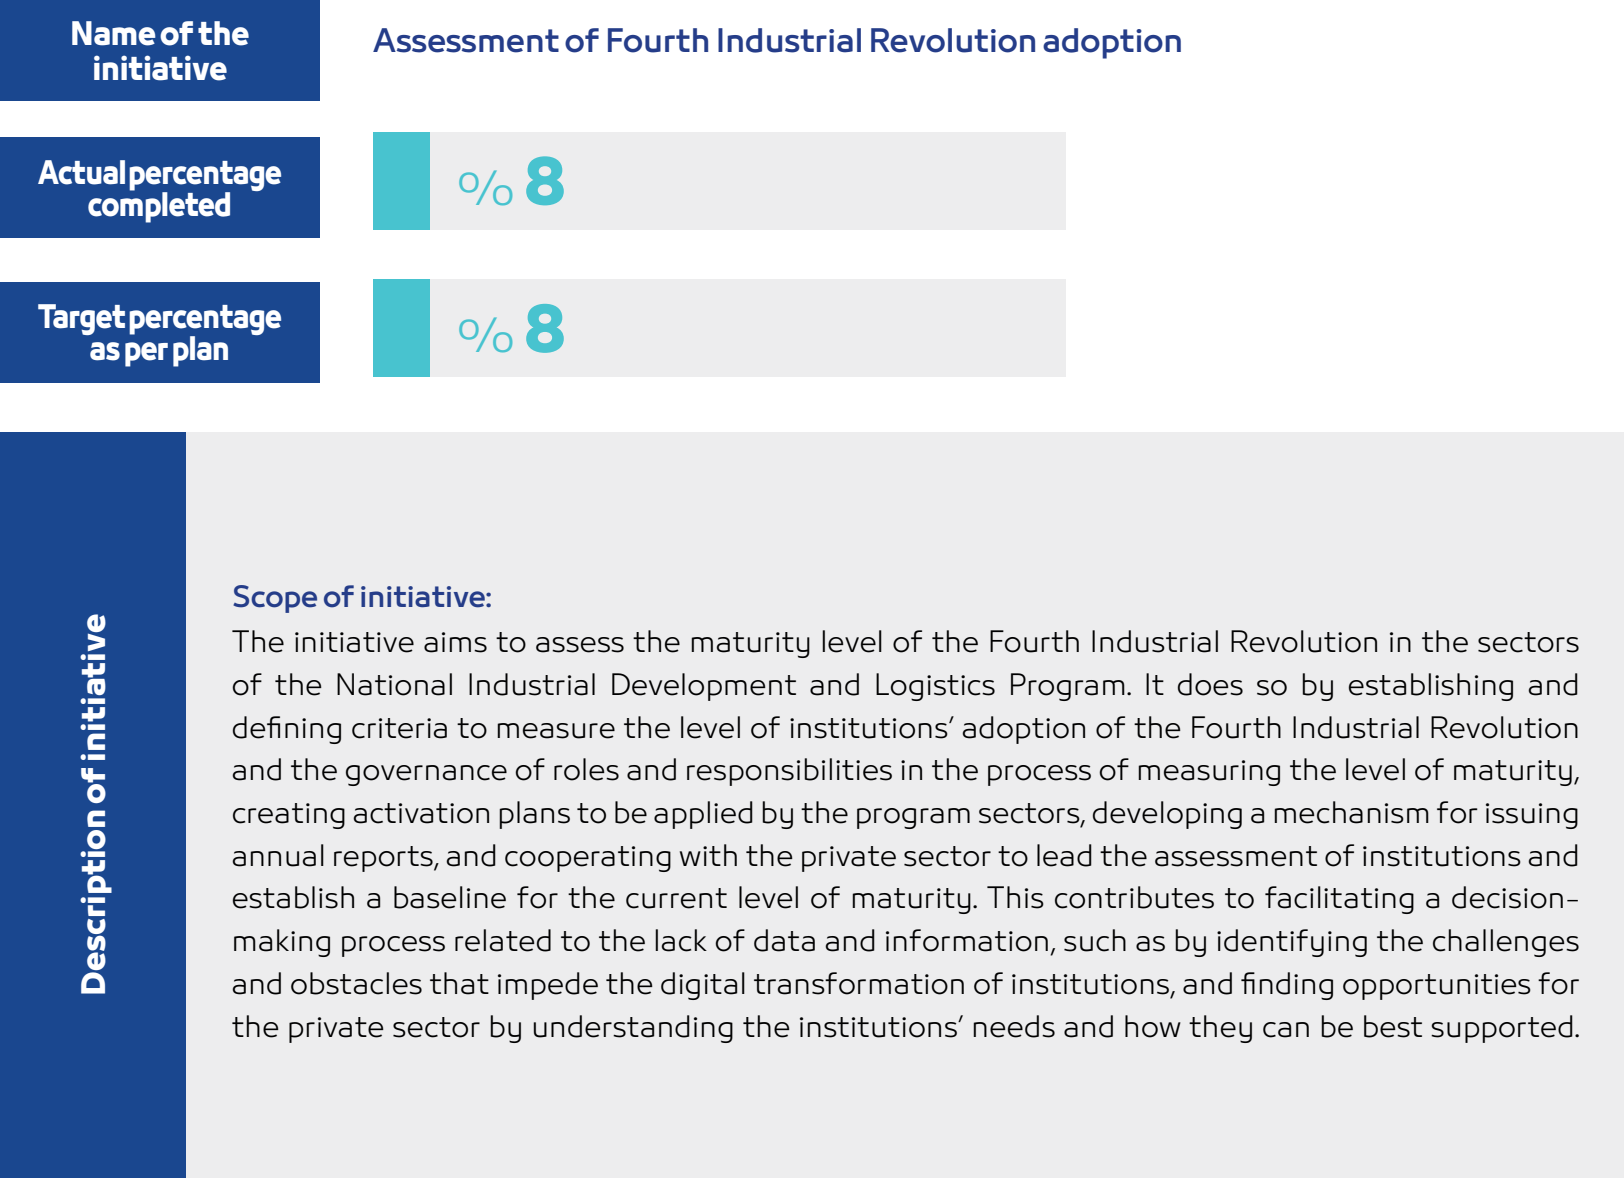 Name of the
initiative
Assessment of Fourth Industrial Revolution adoption
Actual percentage
completed
% 8
Target percentage
as per plan
% 8
Description of initiative
Scope of initiative:
The initiative aims to assess the maturity level of the Fourth Industrial Revolution in the sectors
of the National Industrial Development and Logistics Program. It does so by establishing and
defining criteria to measure the level of institutions’ adoption of the Fourth Industrial Revolution
and the governance of roles and responsibilities in the process of measuring the level of maturity,
creating activation plans to be applied by the program sectors, developing a mechanism for issuing
annual reports, and cooperating with the private sector to lead the assessment of institutions and
establish a baseline for the current level of maturity. This contributes to facilitating a decision-
making process related to the lack of data and information, such as by identifying the challenges
and obstacles that impede the digital transformation of institutions, and finding opportunities for
the private sector by understanding the institutions’ needs and how they can be best supported.